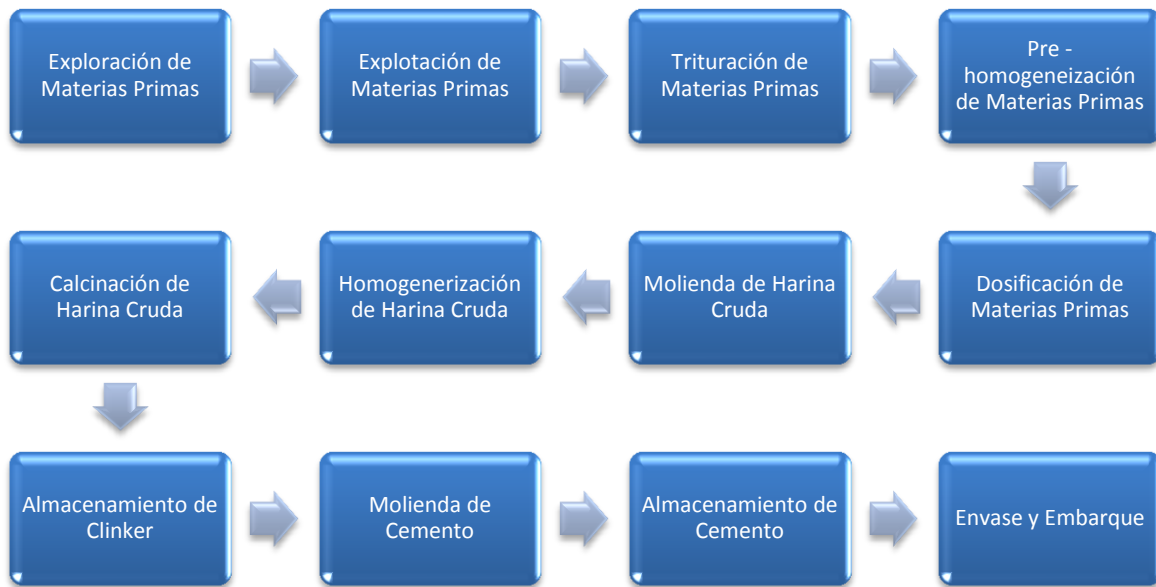 Exploración de
Materias Primas
Explotación de
Materias Primas
Trituración de
Materias Primas
Pre -
homogeneización
de Materias Primas
Dosificación de
Materias Primas
Molienda de Harina
Cruda
Homogenerización
de Harina Cruda
Calcinación de
Harina Cruda
Almacenamiento de
Clinker
Molienda de
Cemento
Almacenamiento de
Cemento
Envase y Embarque